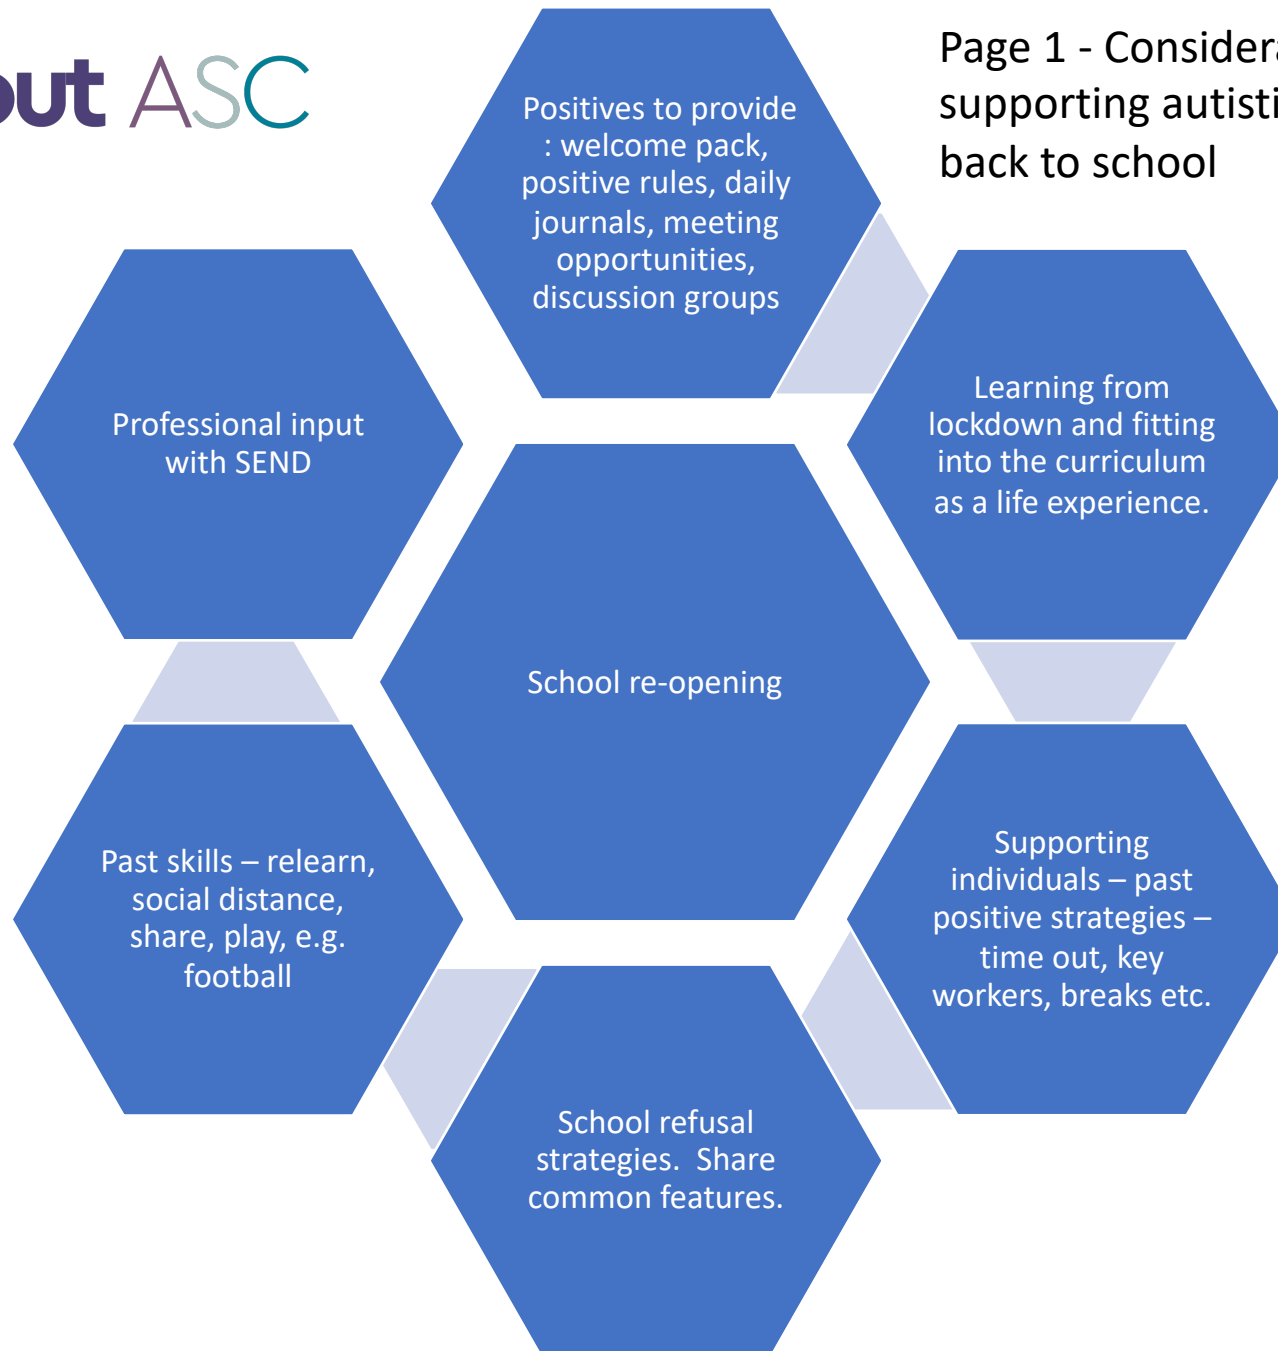 out ASC
Page 1 - Considera
supporting autisti
back to school
Positives to provide
: welcome pack,
positive rules, daily
journals, meeting
opportunities,
discussion groups
Professional input
with SEND
Learning from
lockdown and fitting
into the curriculum
as a life experience.
School re-opening
Past skills – relearn,
social distance,
share, play, e.g.
football
Supporting
individuals – past
positive strategies –
time out, key
workers, breaks etc.
School refusal
strategies.  Share
common features.